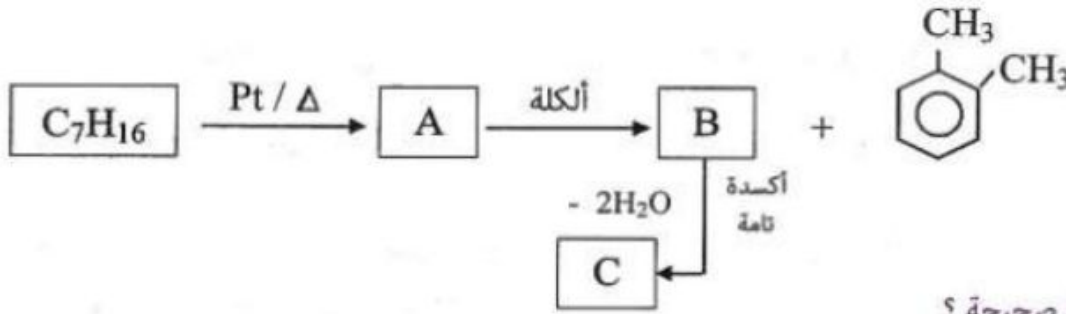 CH₃
CH₃
C₇H₁₆ Pt / Δ A ألكلة B +
- 2H₂O أكسدة
تامة
C
صحيحة ؟